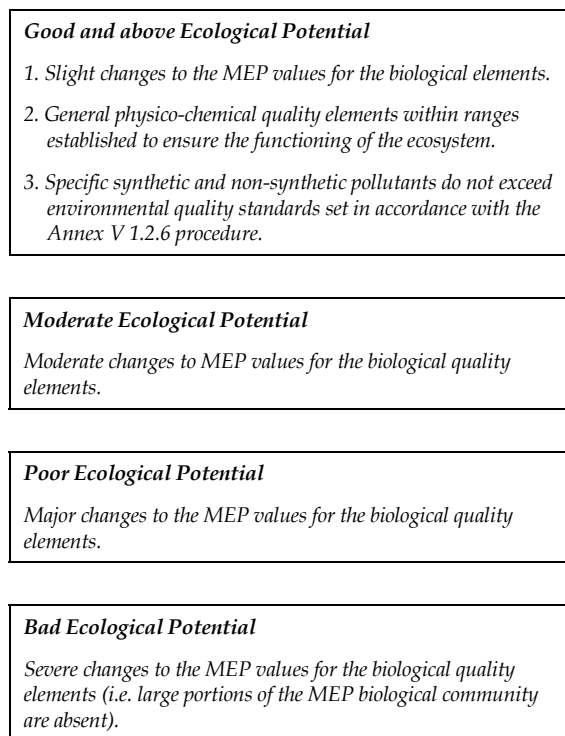 Good and above Ecological Potential
1. Slight changes to the MEP values for the biological elements.
2. General physico-chemical quality elements within ranges
established to ensure the functioning of the ecosystem.
3. Specific synthetic and non-synthetic pollutants do not exceed
environmental quality standards set in accordance with the
Annex V 1.2.6 procedure.
Moderate Ecological Potential
Moderate changes to MEP values for the biological quality
elements.
Poor Ecological Potential
Major changes to the MEP values for the biological quality
elements.
Bad Ecological Potential
Severe changes to the MEP values for the biological quality
elements (i.e. large portions of the MEP biological community
are absent).